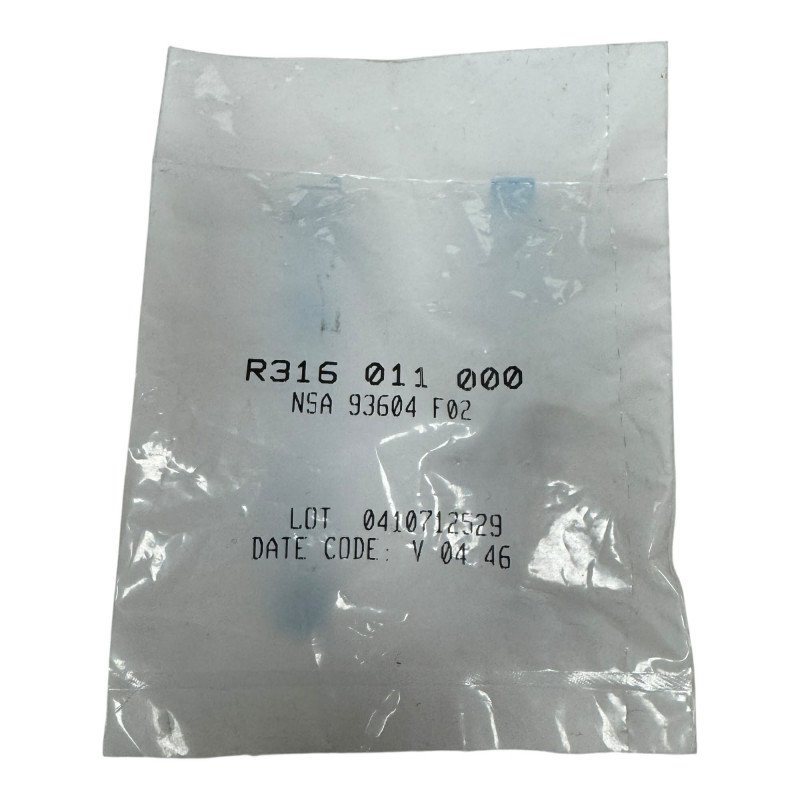 R316 011 000
NSA 93604 F02
LOT 0410712529
DATE CODE: V 04 46